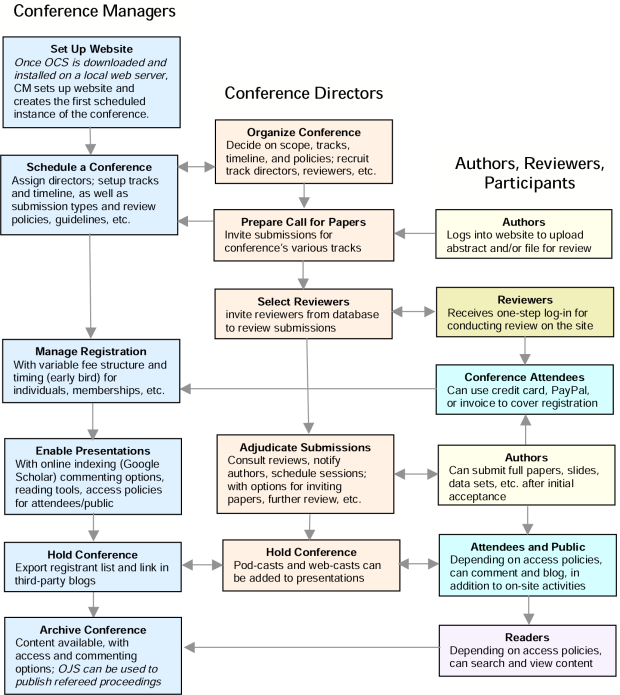 Conference Managers
Set Up Website
Once OCS is downloaded and
installed on a local web server,
CM sets up website and
creates the first scheduled
instance of the conference.
Schedule a Conference
Assign directors; setup tracks
and timeline, as well as
submission types and review
policies, guidelines, etc.
Manage Registration
With variable fee structure and
timing (early bird) for
individuals, memberships, etc.
Enable Presentations
With online indexing (Google
Scholar) commenting options,
reading tools, access policies
for attendees/public
Hold Conference
Export registrant list and link in
third-party blogs
Archive Conference
Content available, with
access and commenting
options; OJS can be used to
publish refereed proceedings
Conference Directors
Organize Conference
Decide on scope, tracks,
timeline, and policies; recruit
track directors, reviewers, etc.
Prepare Call for Papers
Invite submissions for
conference's various tracks
Select Reviewers
invite reviewers from database
to review submissions
Adjudicate Submissions
Consult reviews, notify
authors, schedule sessions;
with options for inviting
papers, further review, etc.
Hold Conference
Pod-casts and web-casts can
be added to presentations
Authors, Reviewers,
Participants
Authors
Logs into website to upload
abstract and/or file for review
Reviewers
Receives one-step log-in for
conducting review on the site
Conference Attendees
Can use credit card, PayPal,
or invoice to cover registration
Authors
Can submit full papers, slides,
data sets, etc. after initial
acceptance
Attendees and Public
Depending on access policies,
can comment and blog, in
addition to on-site activities
Readers
Depending on access policies,
can search and view content